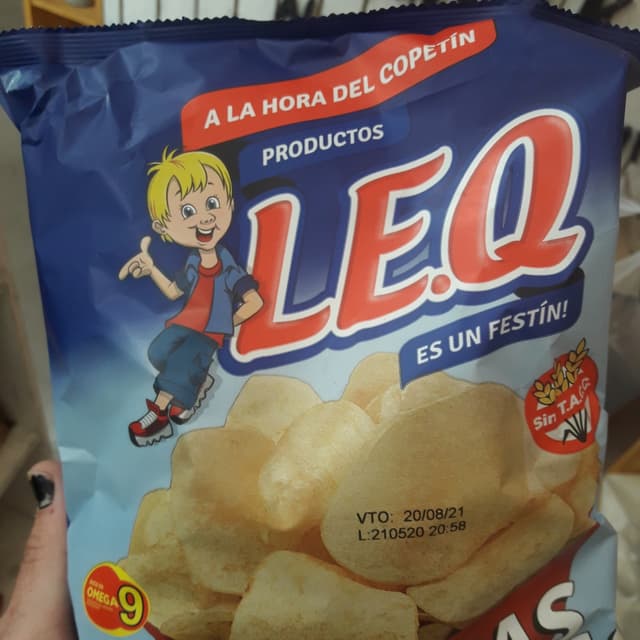 A LA HORA DEL COPETÍN
PRODUCTOS
LE.Q
ES UN FESTÍN!
Sin T.A.C.C.
VTO: 20/08/21
L:210520 20:58
OMEGA 9
AS